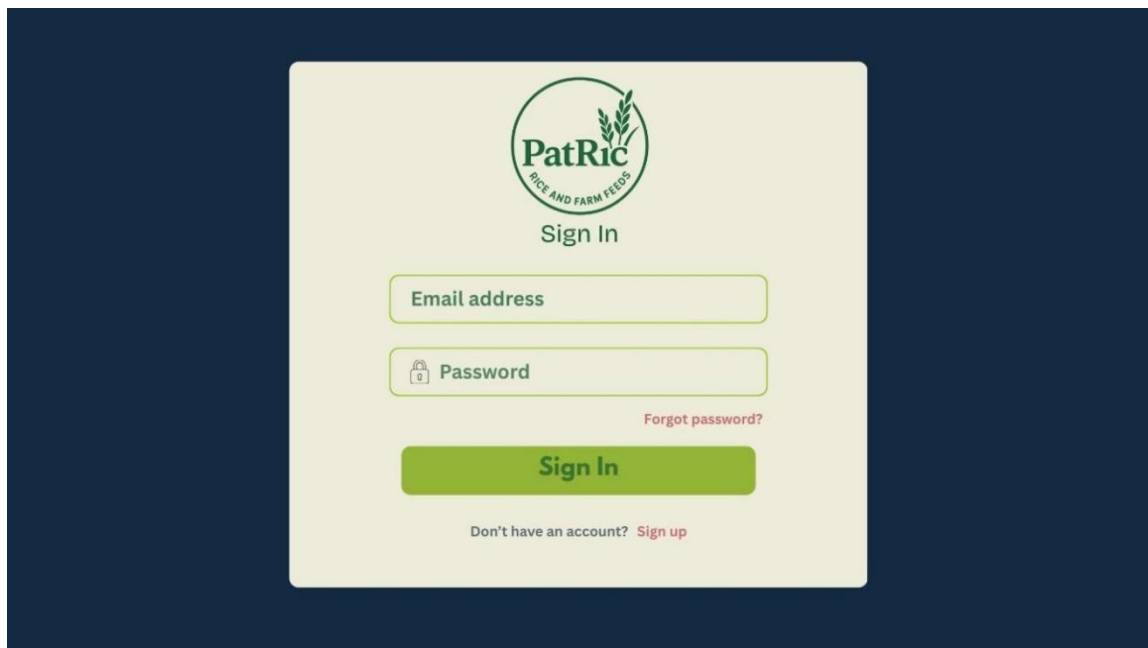 PatRic
RICE AND FARM FEEDS
Sign In
Email address
Password
Forgot password?
Sign In
Don't have an account? Sign up